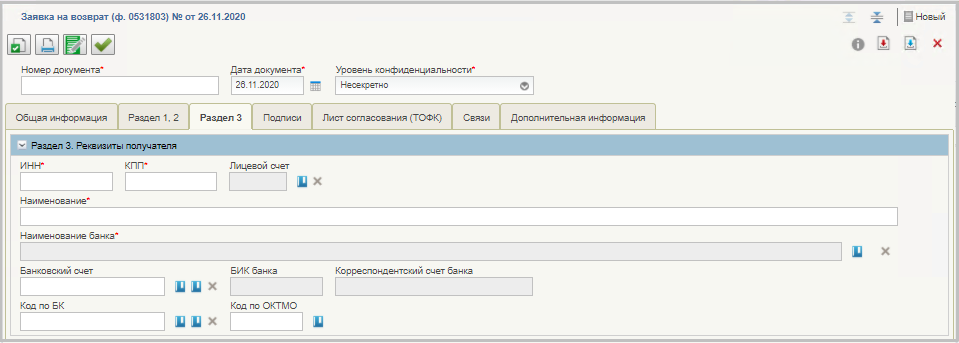 Заявка на возврат (ф. 0531803) № от 26.11.2020
Новый
Номер документа* Дата документа* Уровень конфиденциальности*
26.11.2020 Несекретно
Общая информация Раздел 1, 2 Раздел 3 Подписи Лист согласования (ТОФК) Связи Дополнительная информация
Раздел 3. Реквизиты получателя
ИНН* КПП* Лицевой счет
Наименование*
Наименование банка*
Банковский счет БИК банка Корреспондентский счет банка
Код по БК Код по ОКТМО